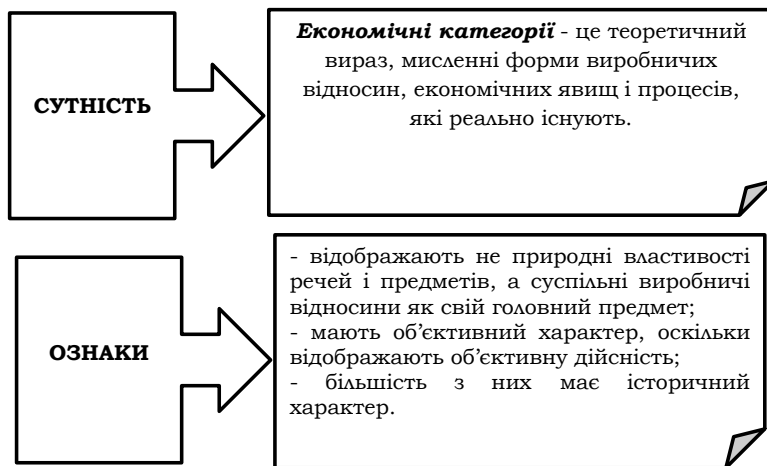 СУТНІСТЬ
Економічні категорії - це теоретичний
вираз, мисленні форми виробничих
відносин, економічних явищ і процесів,
які реально існують.
ОЗНАКИ
- відображають не природні властивості
речей і предметів, а суспільні виробничі
відносини як свій головний предмет;
- мають об’єктивний характер, оскільки
відображають об’єктивну дійсність;
- більшість з них має історичний
характер.